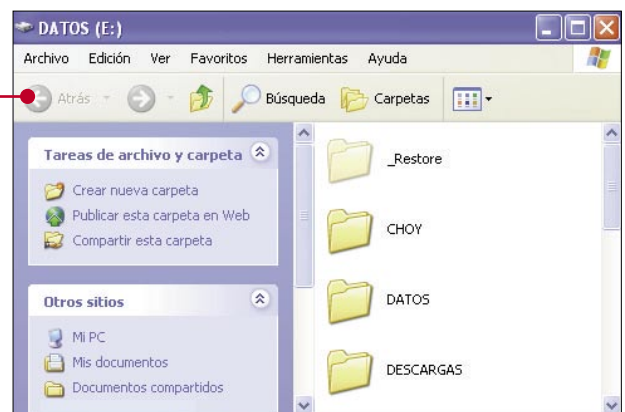 DATOS (E:)
Archivo Edición Ver Favoritos Herramientas Ayuda
Atrás Búsqueda Carpetas
Tareas de archivo y carpeta
Crear nueva carpeta
Publicar esta carpeta en Web
Compartir esta carpeta
Otros sitios
Mi PC
Mis documentos
Documentos compartidos
_Restore
CHOY
DATOS
DESCARGAS